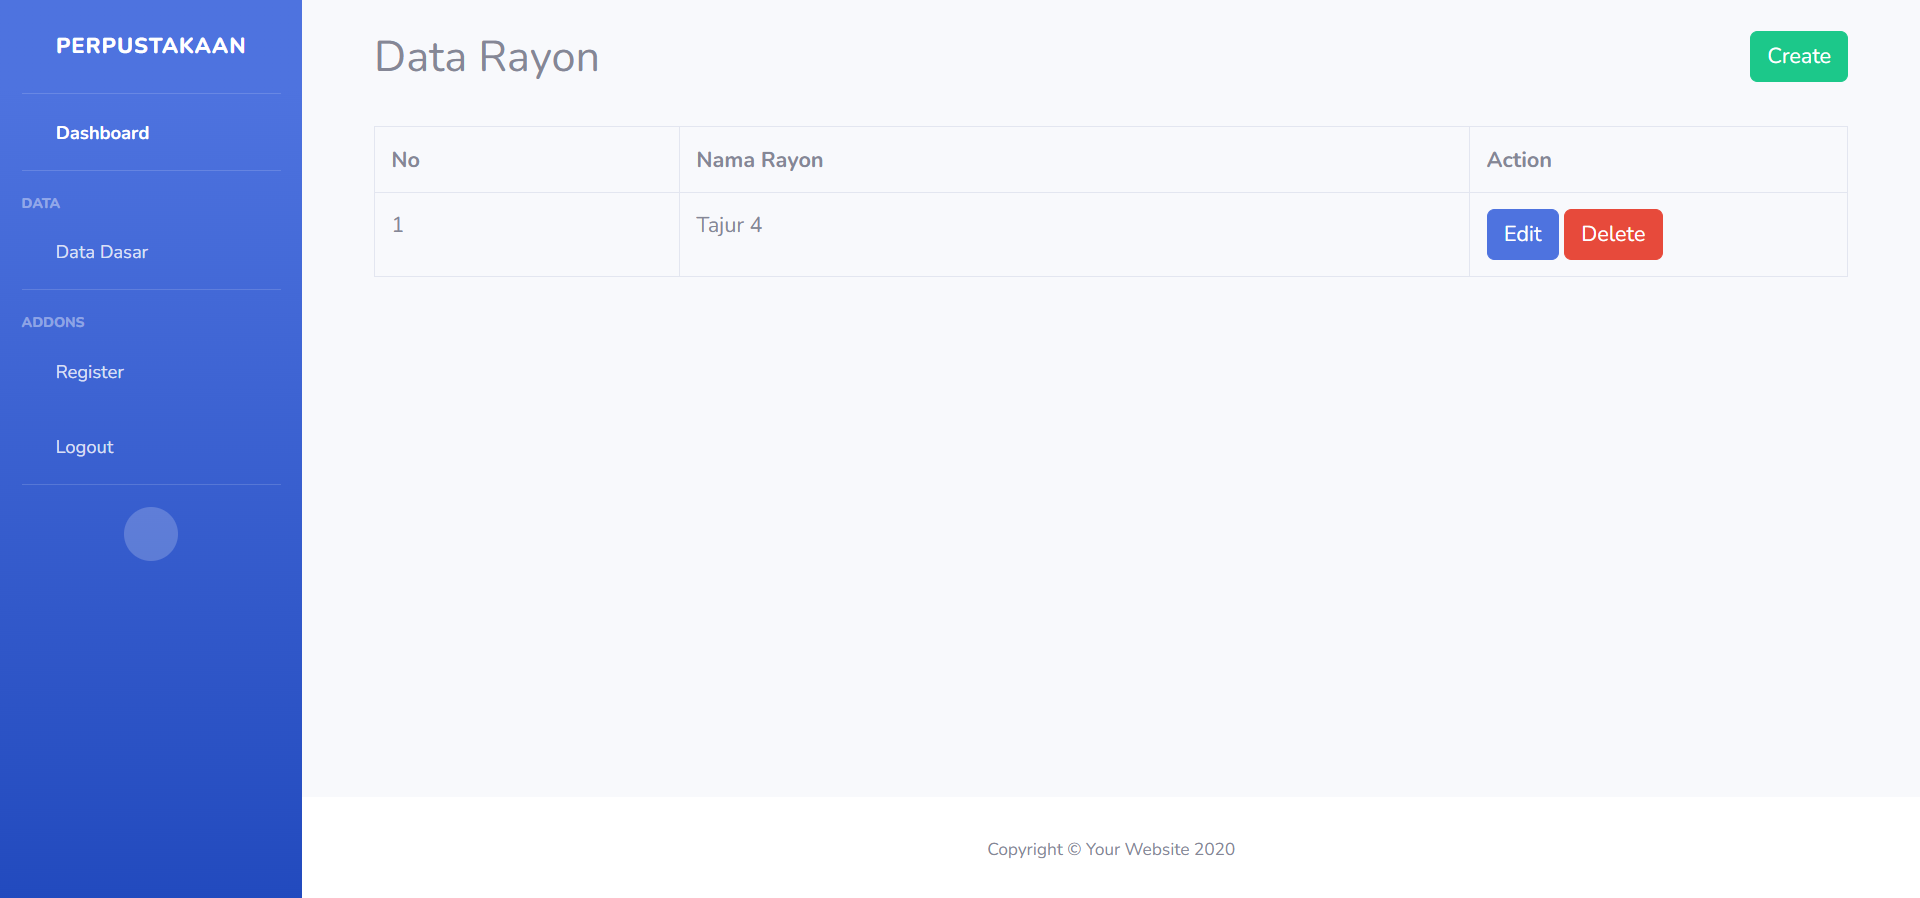 PERPUSTAKAAN
Dashboard
DATA
Data Dasar
ADDONS
Register
Logout
Data Rayon
Create
No Nama Rayon Action
1 Tajur 4 Edit Delete
Copyright © Your Website 2020